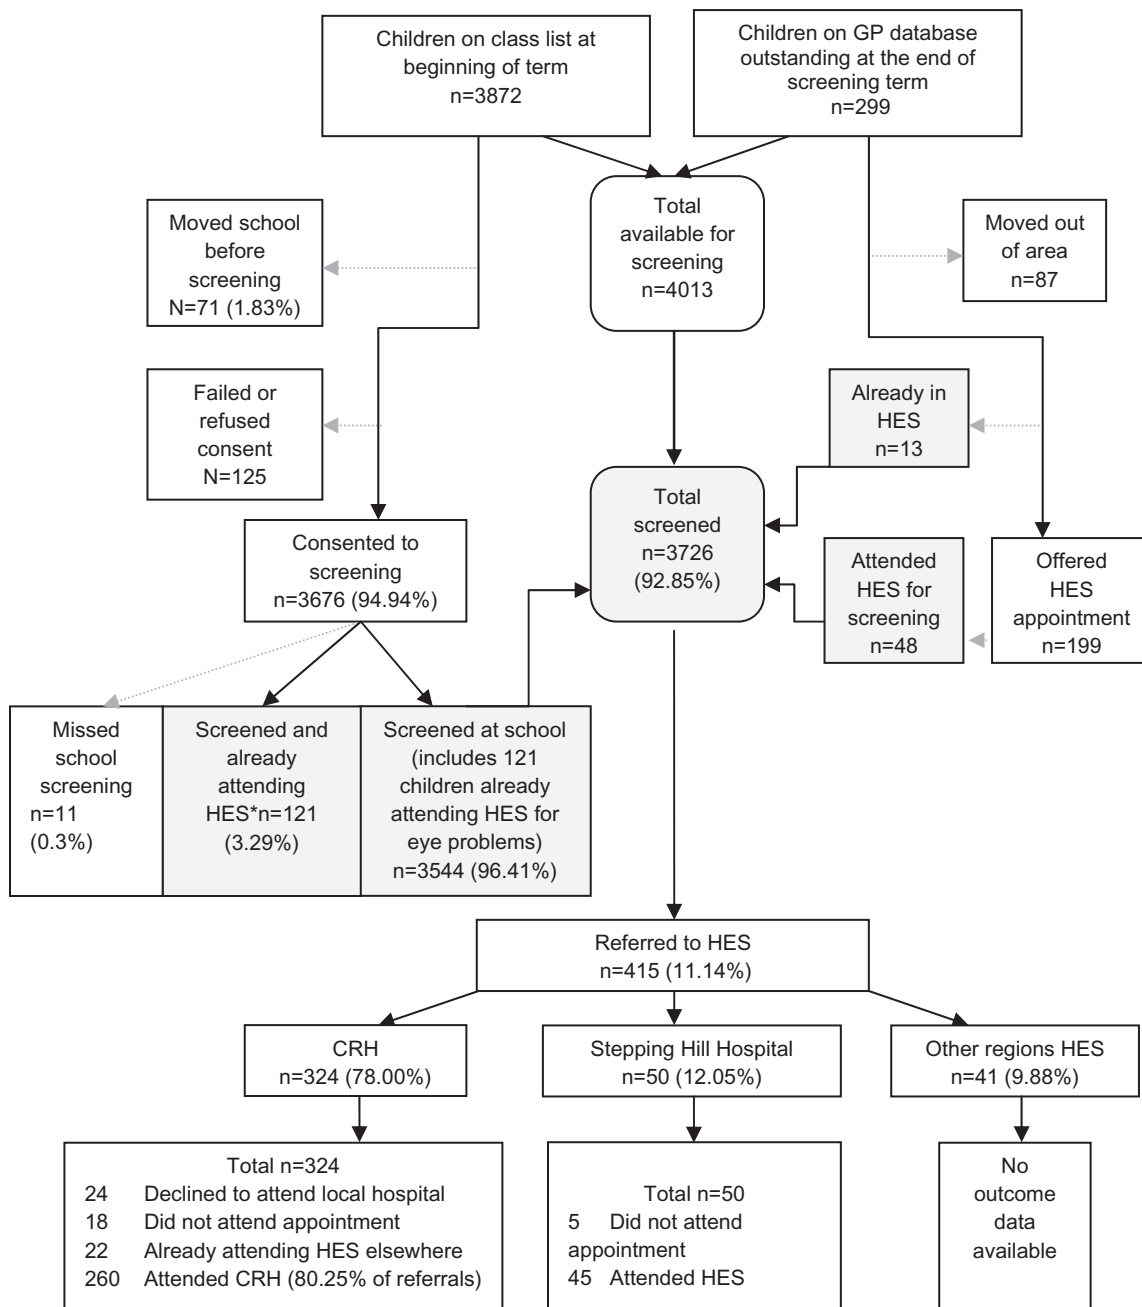 Children on class list at
beginning of term
n=3872
Children on GP database
outstanding at the end of
screening term
n=299
Total
available for
screening
n=4013
Moved school
before
screening
N=71 (1.83%)
Moved out
of area
n=87
Failed or
refused
consent
N=125
Already in
HES
n=13
Total
screened
n=3726
(92.85%)
Consented to
screening
n=3676 (94.94%)
Attended
HES for
screening
n=48
Offered
HES
appointment
n=199
Missed
school
screening
n=11
(0.3%)
Screened and
already
attending
HES*n=121
(3.29%)
Screened at school
(includes 121
children already
attending HES for
eye problems)
n=3544 (96.41%)
Referred to HES
n=415 (11.14%)
CRH
n=324 (78.00%)
Stepping Hill Hospital
n=50 (12.05%)
Other regions HES
n=41 (9.88%)
Total n=324
24 Declined to attend local hospital
18 Did not attend appointment
22 Already attending HES elsewhere
260 Attended CRH (80.25% of referrals)
Total n=50
5 Did not attend
appointment
45 Attended HES
No
outcome
data
available